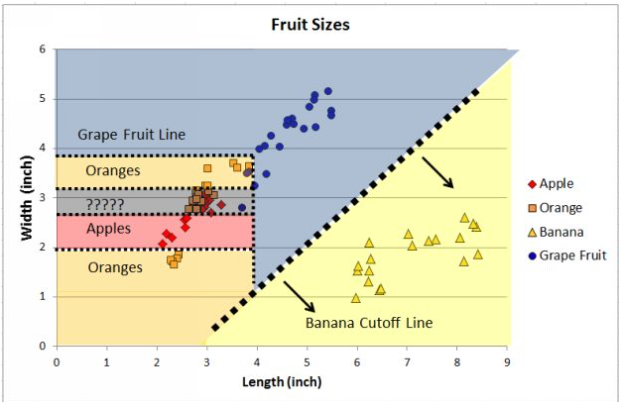 Fruit Sizes
6
5
4
3
2
1
0
Width (inch)
Grape Fruit Line
Oranges
?????
Apples
Oranges
Banana Cutoff Line
0 1 2 3 4 5 6 7 8 9
Length (inch)
Apple
Orange
Banana
Grape Fruit